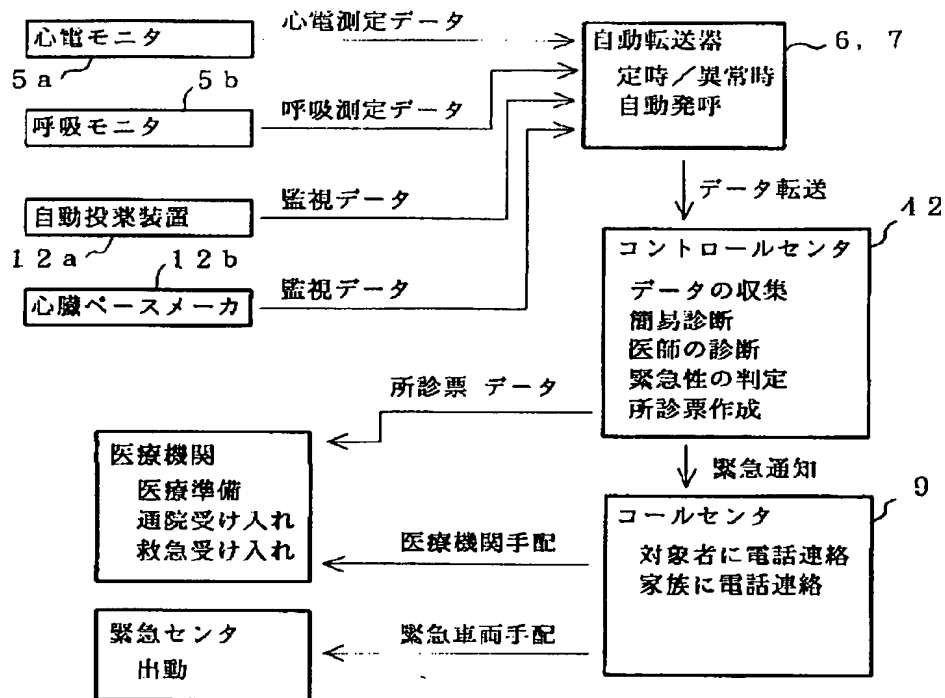 心電モニタ
5a
心電測定データ
5b
呼吸モニタ
呼吸測定データ
自動投薬装置
12a
監視データ
12b
心臓ペースメーカ
監視データ
自動転送器
定時／異常時
自動発呼
6, 7
データ転送
42
コントロールセンタ
データの収集
簡易診断
医師の診断
緊急性の判定
所診票作成
所診票 データ
医療機関
医療準備
通院受け入れ
救急受け入れ
緊急通知
9
コールセンタ
対象者に電話連絡
家族に電話連絡
医療機関手配
緊急センタ
出動
緊急車両手配